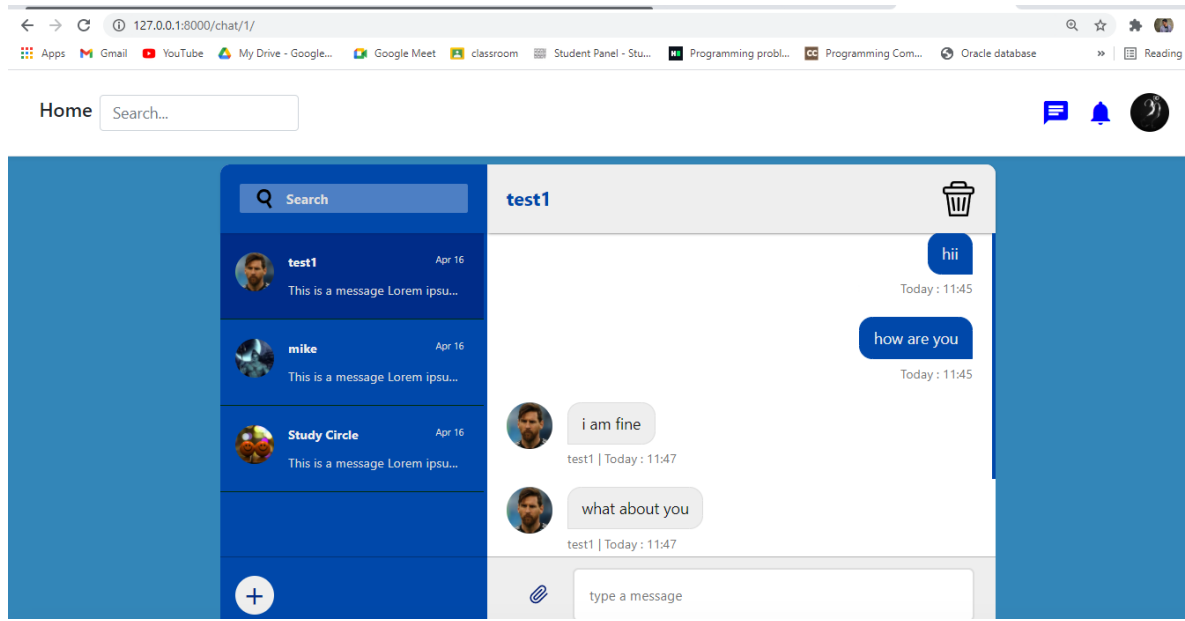 127.0.0.1:8000/chat/1/
Apps Gmail YouTube My Drive - Google... Google Meet classroom Student Panel - Stu... Programming probl... Programming Com... Oracle database » Reading
Home Search...
Search
test1 Apr 16
This is a message Lorem ipsu...
mike Apr 16
This is a message Lorem ipsu...
Study Circle Apr 16
This is a message Lorem ipsu...
+
test1
hii
Today : 11:45
how are you
Today : 11:45
i am fine
test1 | Today : 11:47
what about you
test1 | Today : 11:47
type a message